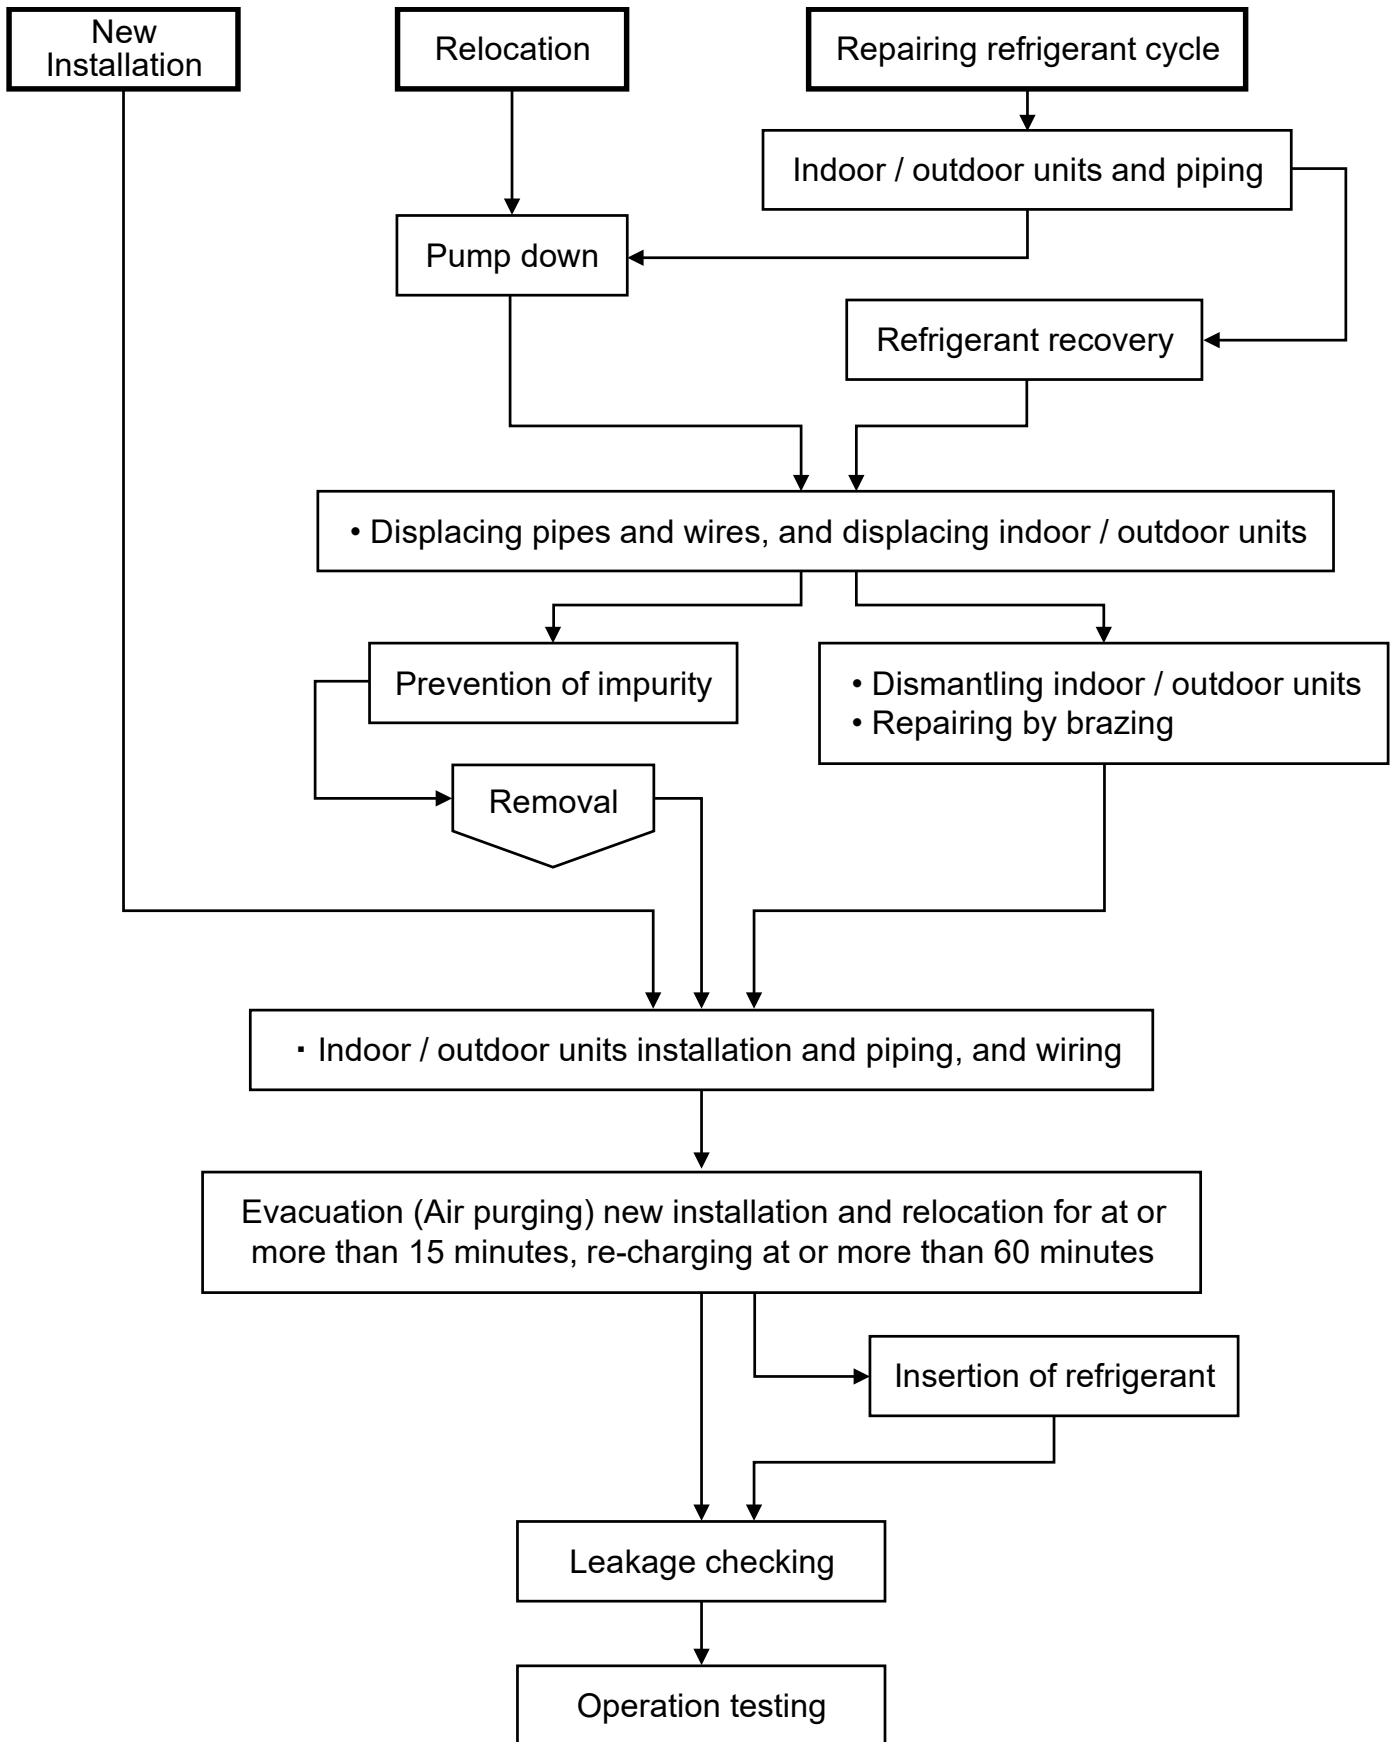 New
Installation
Relocation
Repairing refrigerant cycle
Indoor / outdoor units and piping
Pump down
Refrigerant recovery
• Displacing pipes and wires, and displacing indoor / outdoor units
Prevention of impurity
• Dismantling indoor / outdoor units
• Repairing by brazing
Removal
· Indoor / outdoor units installation and piping, and wiring
Evacuation (Air purging) new installation and relocation for at or
more than 15 minutes, re-charging at or more than 60 minutes
Insertion of refrigerant
Leakage checking
Operation testing